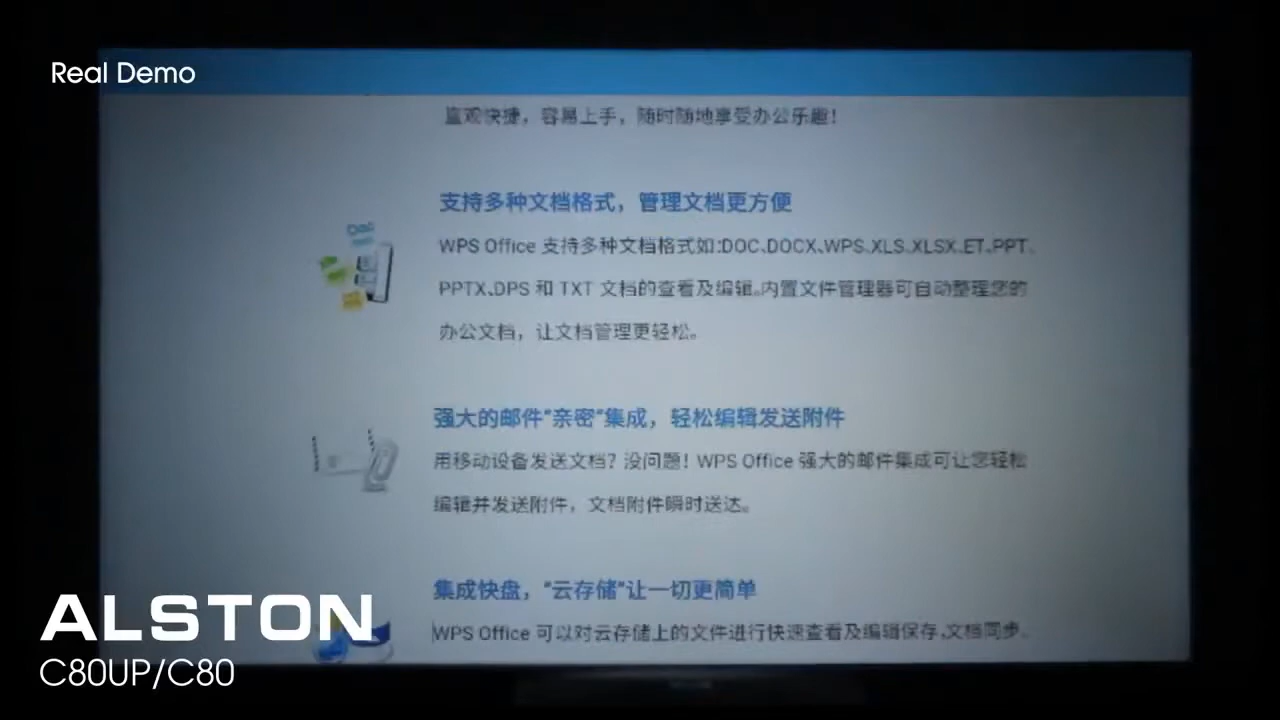 Real Demo
直观快捷，容易上手，随时随地享受办公乐趣！
支持多种文档格式，管理文档更方便
WPS Office 支持多种文档格式如:DOC、DOCX、WPS、XLS、XLSX、ET、PPT、
PPTX、DPS 和 TXT 文档的查看及编辑。内置文件管理器可自动整理您的
办公文档，让文档管理更轻松。
强大的邮件"亲密"集成，轻松编辑发送附件
用移动设备发送文档？没问题！WPS Office 强大的邮件集成可让您轻松
编辑并发送附件，文档附件瞬时送达。
集成快盘，"云存储"让一切更简单
WPS Office 可以对云存储上的文件进行快速查看及编辑保存、文档同步、
ALSTON
C80UP/C80